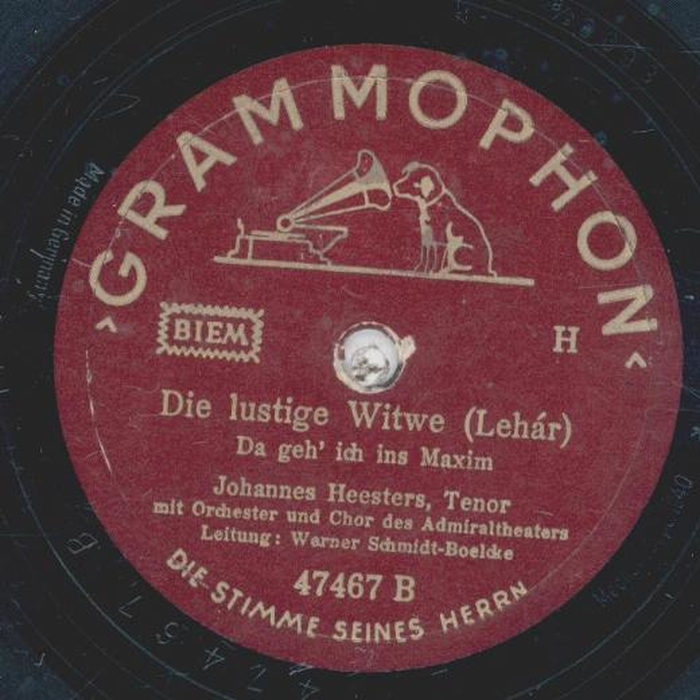 GRAMMOPHON
BIEM
H
Die lustige Witwe (Lehár)
Da geh' ich ins Maxim
Johannes Heesters, Tenor
mit Orchester und Chor des Admiraltheaters
Leitung: Werner Schmidt-Boelcke
47467 B
DIE STIMME SEINES HERRN
Made in Germany